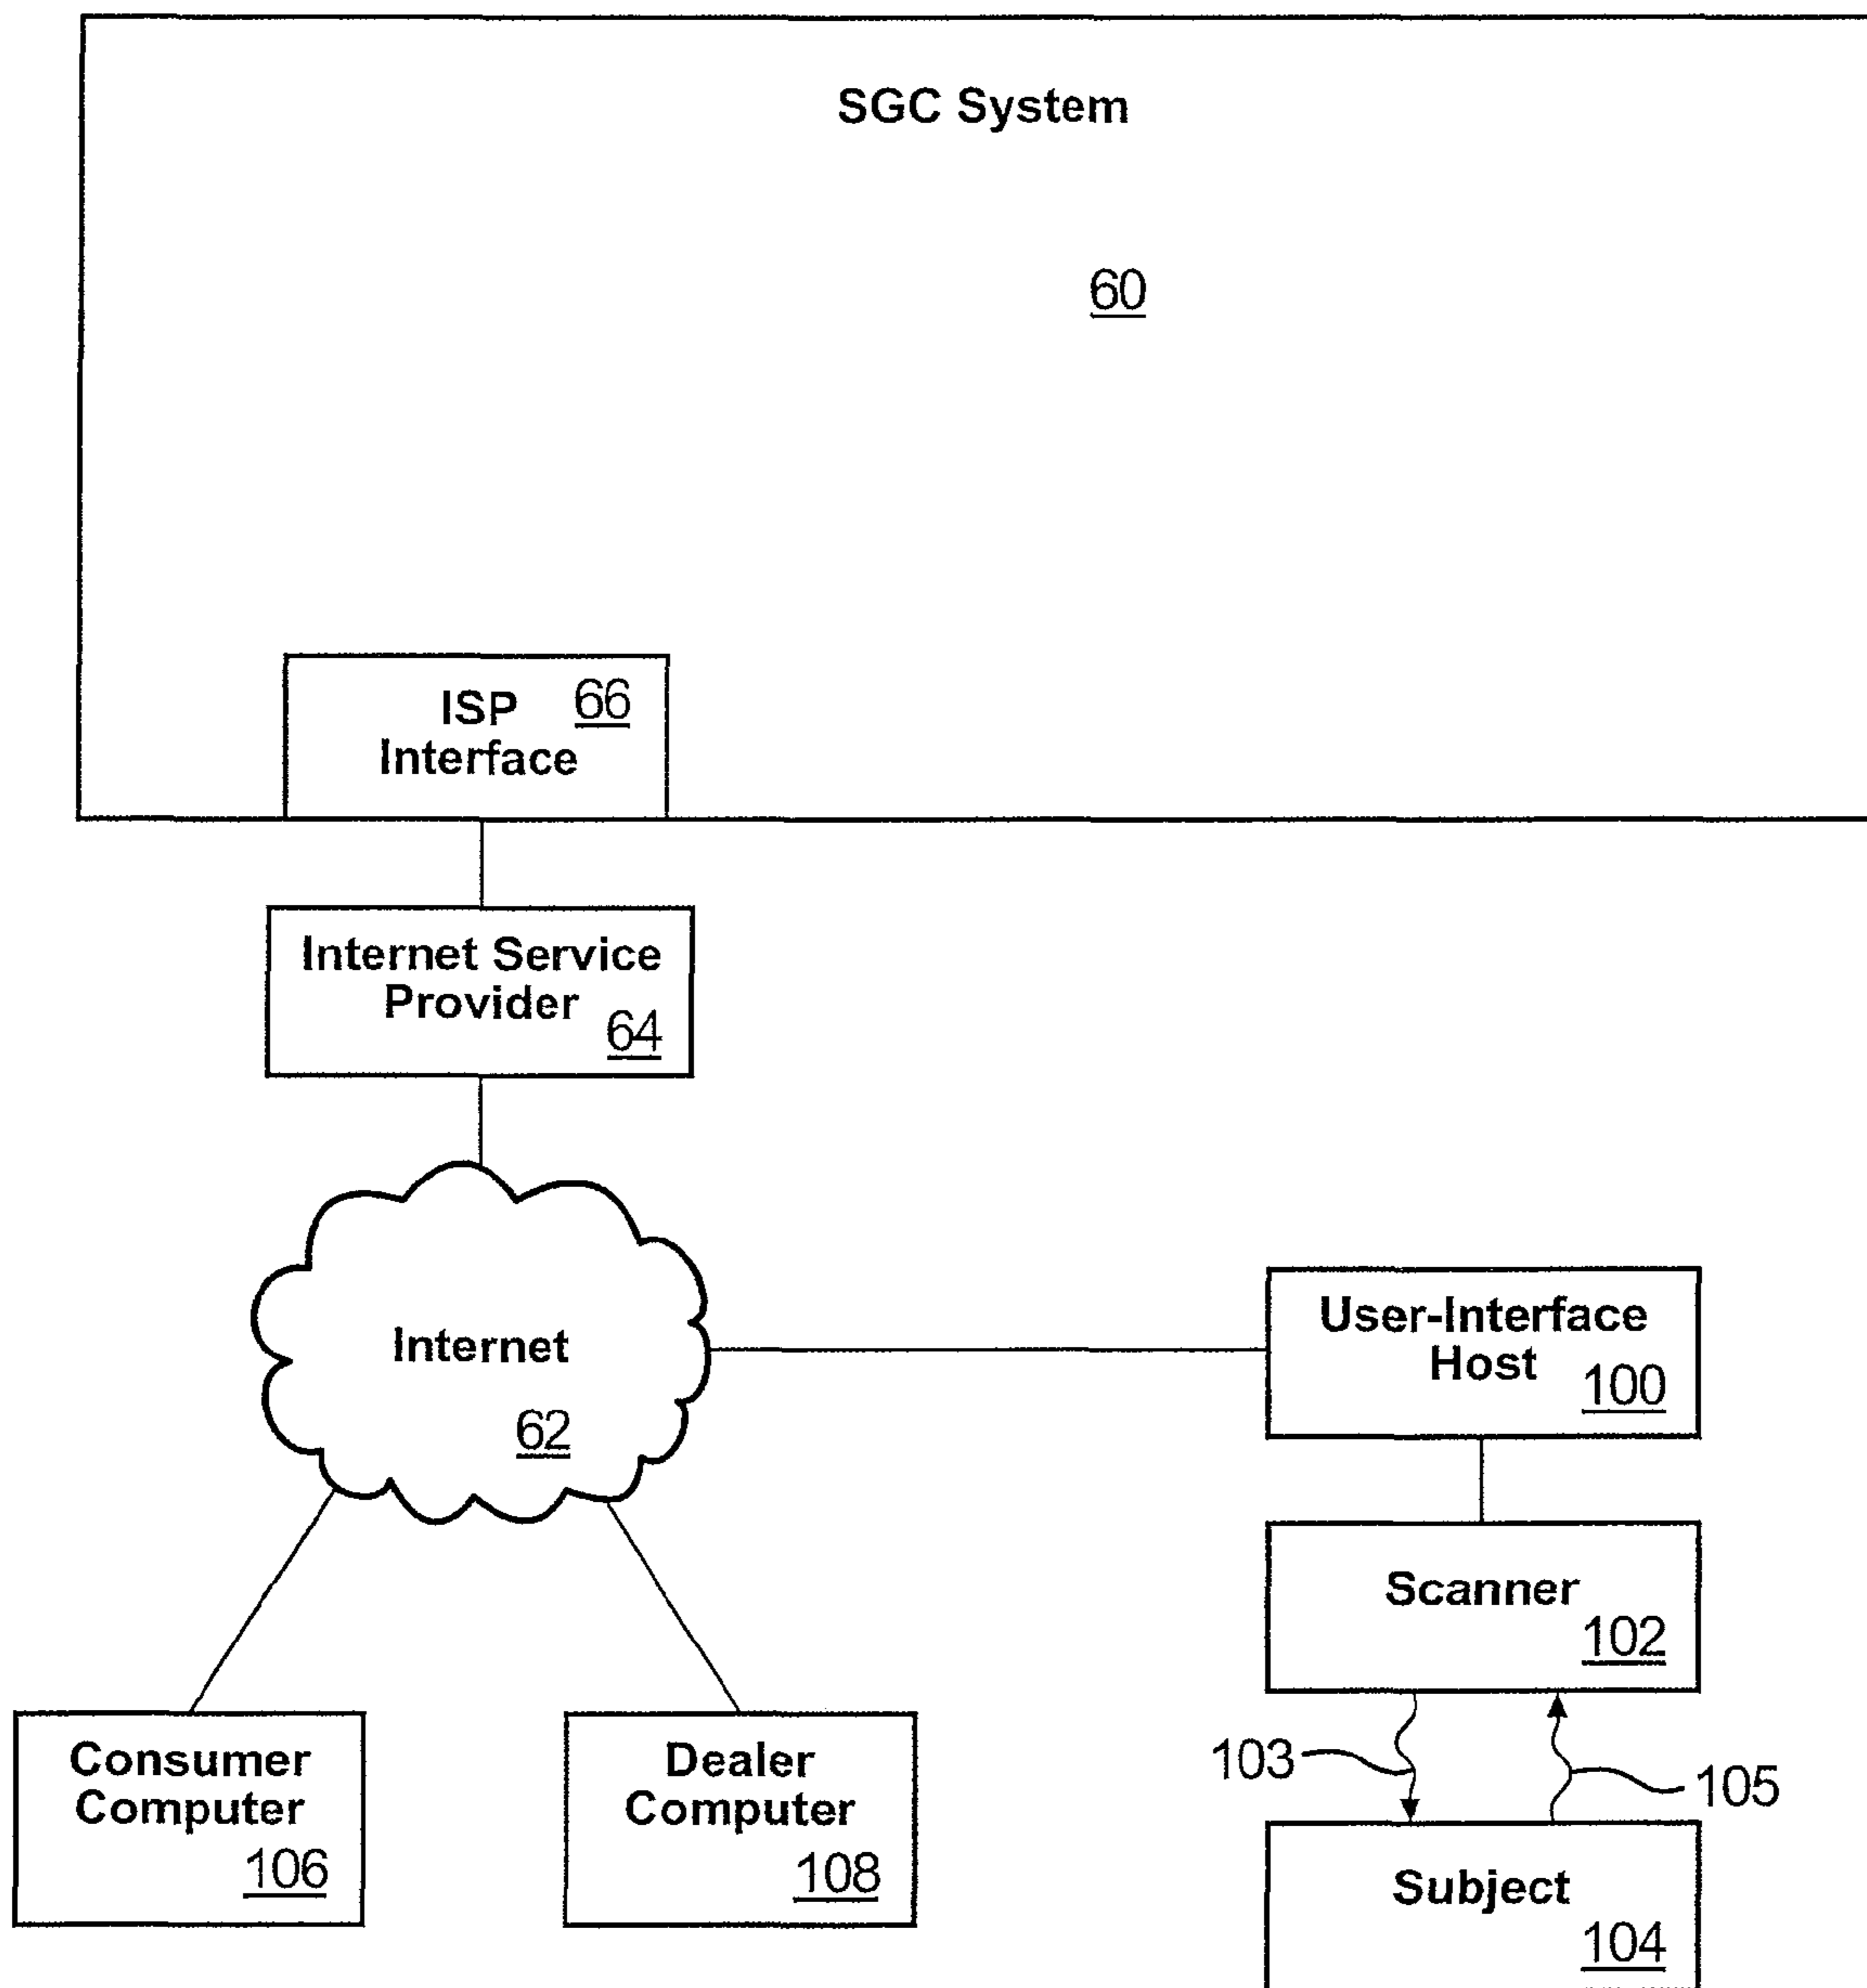 SGC System
60
ISP 66
Interface
Internet Service
Provider
64
Internet
62
User-Interface
Host
100
Scanner
102
103
105
Consumer
Computer
106
Dealer
Computer
108
Subject
104